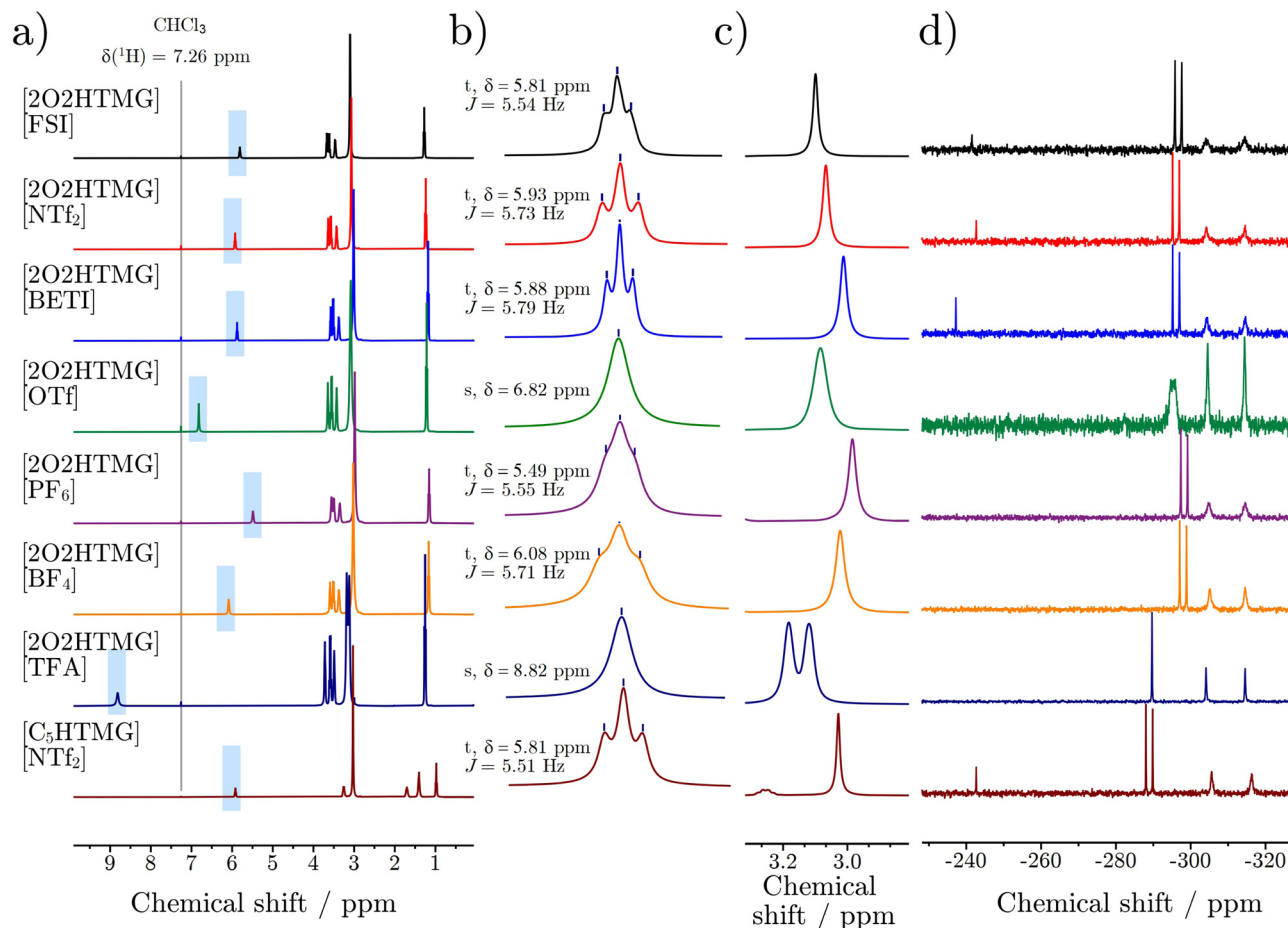 a)
CHCl₃
δ(¹H) = 7.26 ppm
b)
c)
d)
[2O2HTMG]
[FSI]
t, δ = 5.81 ppm
J = 5.54 Hz
[2O2HTMG]
[NTf₂]
t, δ = 5.93 ppm
J = 5.73 Hz
[2O2HTMG]
[BETI]
t, δ = 5.88 ppm
J = 5.79 Hz
[2O2HTMG]
[OTf]
s, δ = 6.82 ppm
[2O2HTMG]
[PF₆]
t, δ = 5.49 ppm
J = 5.55 Hz
[2O2HTMG]
[BF₄]
t, δ = 6.08 ppm
J = 5.71 Hz
[2O2HTMG]
[TFA]
s, δ = 8.82 ppm
[C₅HTMG]
[NTf₂]
t, δ = 5.81 ppm
J = 5.51 Hz
9 8 7 6 5 4 3 2 1
Chemical shift / ppm
3.2 3.0
Chemical
shift / ppm
-240 -260 -280 -300 -320
Chemical shift / ppm